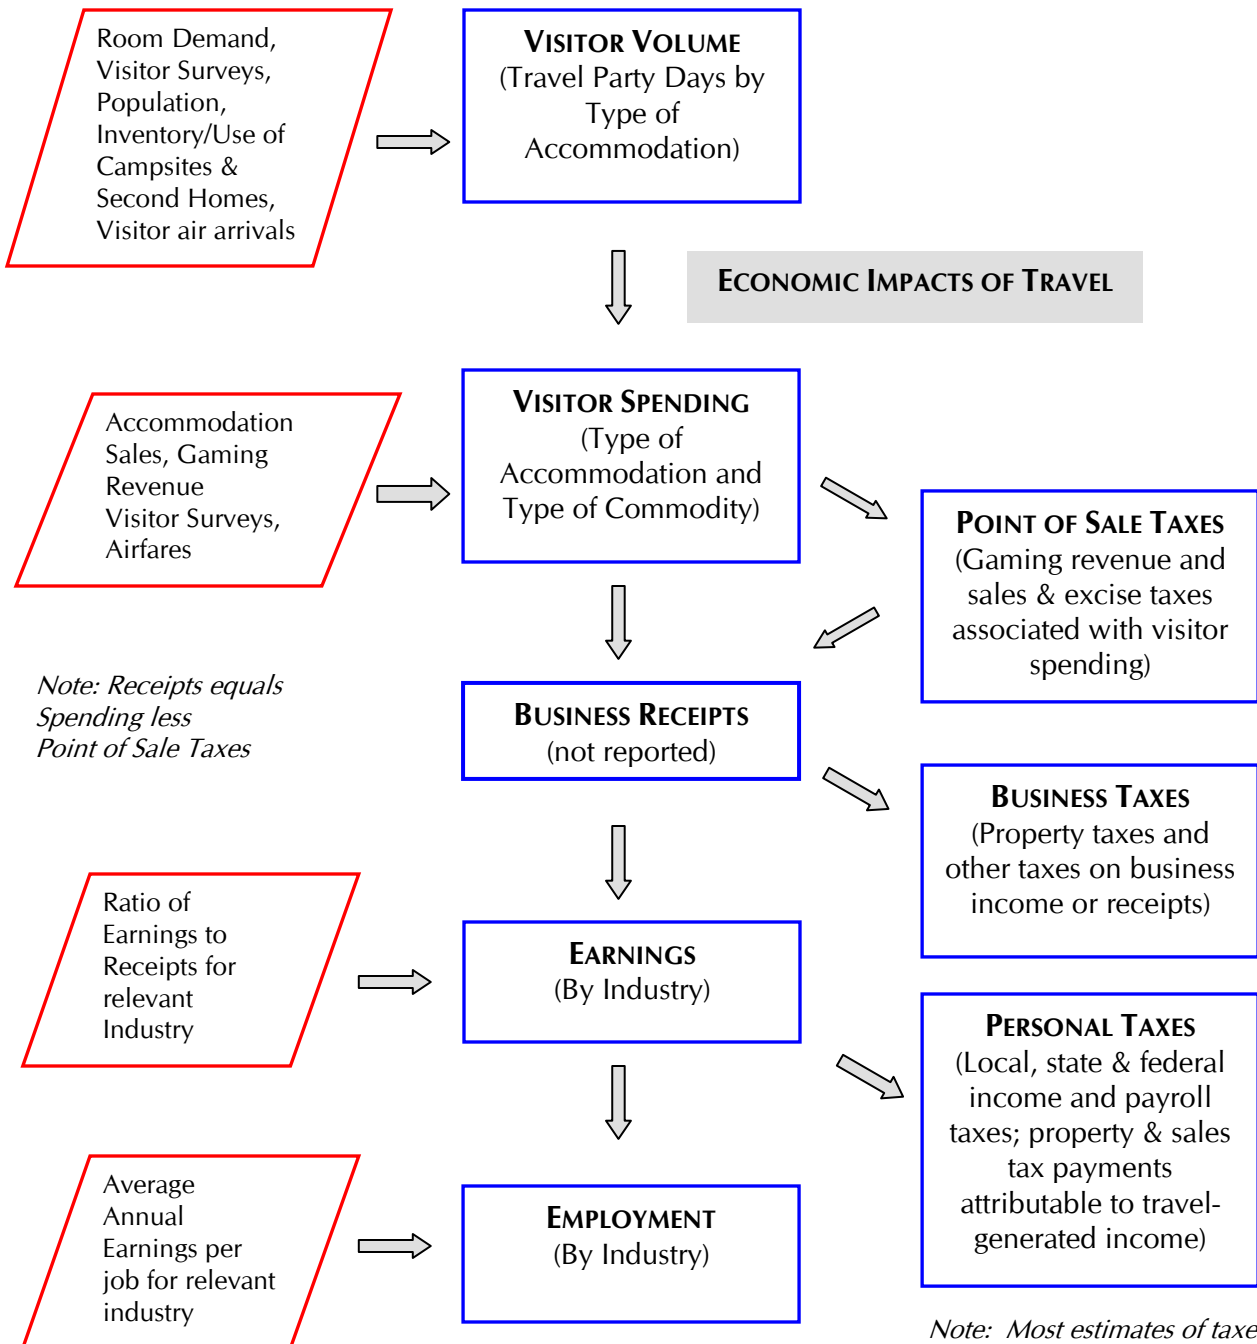 Room Demand,
Visitor Surveys,
Population,
Inventory/Use of
Campsites &
Second Homes,
Visitor air arrivals
VISITOR VOLUME
(Travel Party Days by
Type of
Accommodation)
ECONOMIC IMPACTS OF TRAVEL
Accommodation
Sales, Gaming
Revenue
Visitor Surveys,
Airfares
VISITOR SPENDING
(Type of
Accommodation and
Type of Commodity)
POINT OF SALE TAXES
(Gaming revenue and
sales & excise taxes
associated with visitor
spending)
Note: Receipts equals
Spending less
Point of Sale Taxes
BUSINESS RECEIPTS
(not reported)
BUSINESS TAXES
(Property taxes and
other taxes on business
income or receipts)
Ratio of
Earnings to
Receipts for
relevant
Industry
EARNINGS
(By Industry)
PERSONAL TAXES
(Local, state & federal
income and payroll
taxes; property & sales
tax payments
attributable to travel-
generated income)
Average
Annual
Earnings per
job for relevant
industry
EMPLOYMENT
(By Industry)
Note: Most estimates of taxe